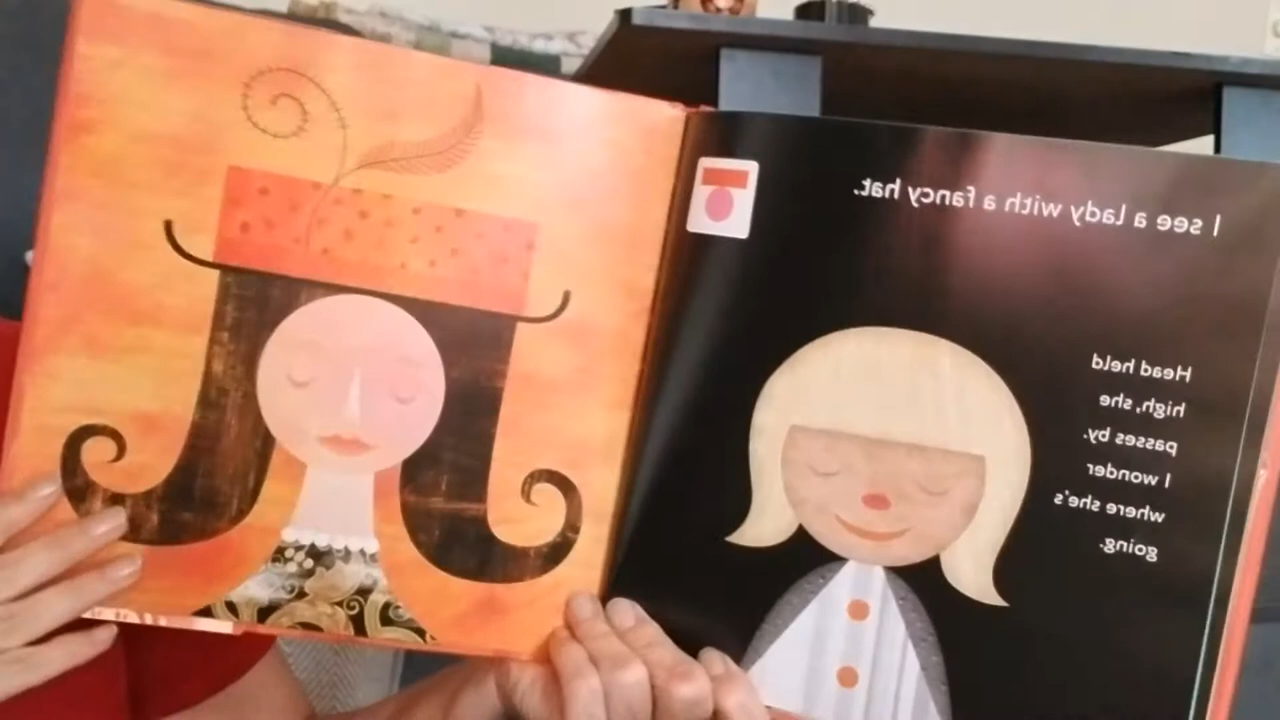 I see a lady with a fancy hat.
Head held
high, she
passes by.
I wonder
where she's
going.